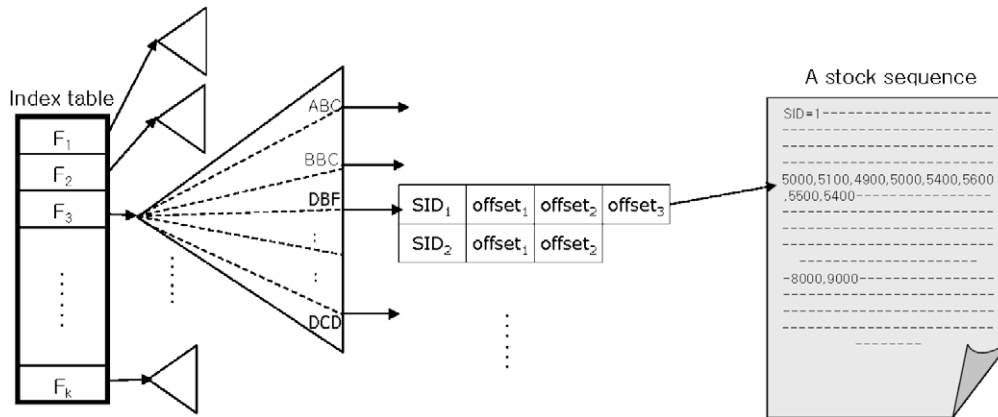 Index table
F1
F2
F3
Fk
ABC
BBC
DBF
DCD
SID1 offset1 offset2 offset3
SID2 offset1 offset2
A stock sequence
SID=1
5000,5100,4900,5000,5400,5600
,5500,5400
-8000,9000